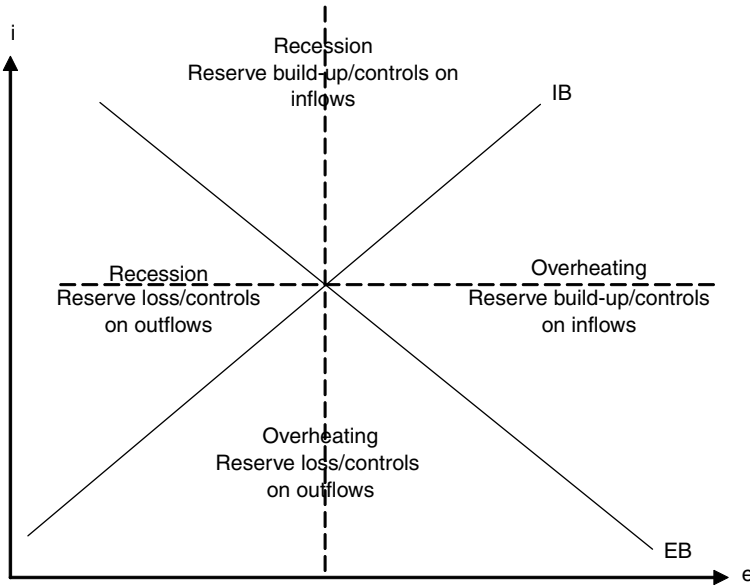 i
Recession
Reserve build-up/controls on
inflows
IB
Recession
Reserve loss/controls
on outflows
Overheating
Reserve build-up/controls
on inflows
Overheating
Reserve loss/controls
on outflows
EB
e